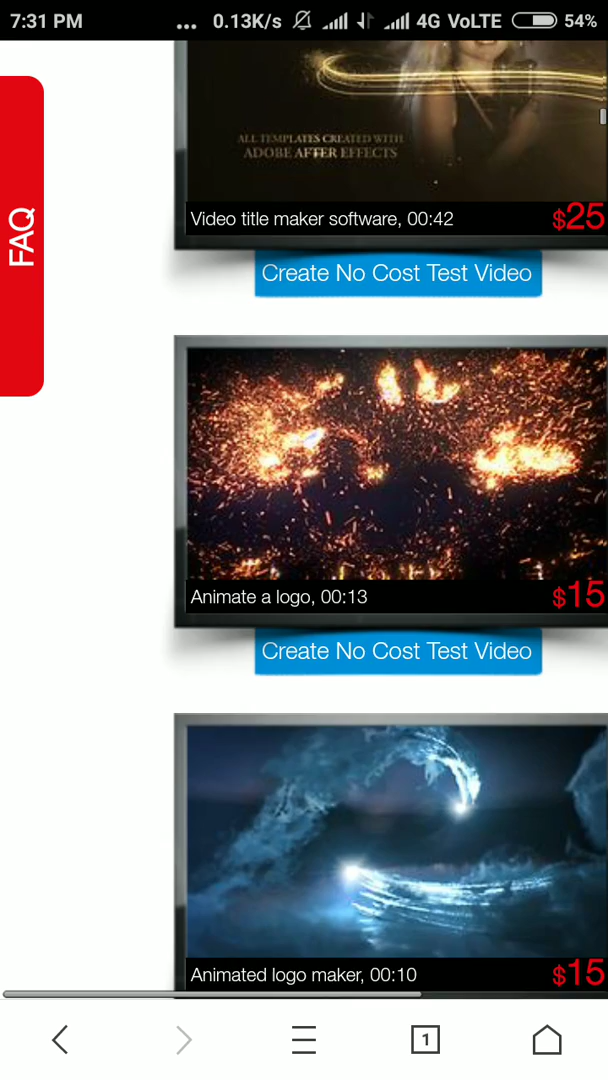 7:31 PM ... 0.13K/s 4G VoLTE 54%
FAQ
ALL TEMPLATES CREATED WITH
ADOBE AFTER EFFECTS
Video title maker software, 00:42 $25
Create No Cost Test Video
Animate a logo, 00:13 $15
Create No Cost Test Video
Animated logo maker, 00:10 $15
1